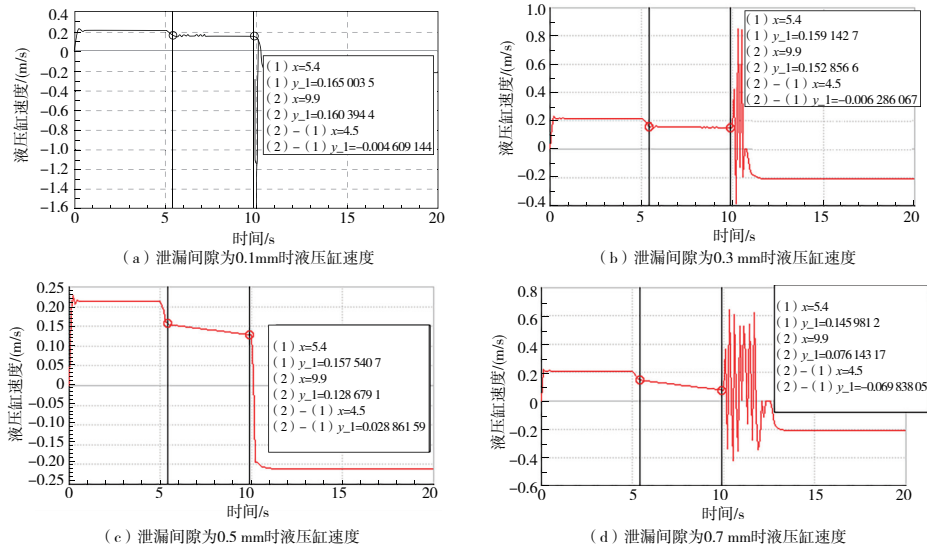 0.4
0.2
0
−0.2
−0.4
−0.6
−0.8
−1.0
−1.2
−1.4
−1.6
液压缸速度/(m/s)
0
5
10
15
20
时间/s
(1) x=5.4
(1) y_1=0.165 003 5
(2) x=9.9
(2) y_1=0.160 394 4
(2)−(1) x=4.5
(2)−(1) y_1=−0.004 609 144
(a) 泄漏间隙为0.1mm时液压缸速度
1.0
0.8
0.6
0.4
0.2
0
−0.2
−0.4
液压缸速度/(m/s)
0
5
10
15
20
时间/s
(1) x=5.4
(1) y_1=0.159 142 7
(2) x=9.9
(2) y_1=0.152 856 6
(2)−(1) x=4.5
(2)−(1) y_1=−0.006 286 067
(b) 泄漏间隙为0.3 mm时液压缸速度
0.25
0.20
0.15
0.10
0.05
0
−0.05
−0.10
−0.15
−0.20
−0.25
液压缸速度/(m/s)
0
5
10
15
20
时间/s
(1) x=5.4
(1) y_1=0.157 540 7
(2) x=9.9
(2) y_1=0.128 679 1
(2)−(1) x=4.5
(2)−(1) y_1=0.028 861 59
(c) 泄漏间隙为0.5 mm时液压缸速度
0.8
0.6
0.4
0.2
0
−0.2
−0.4
−0.6
液压缸速度/(m/s)
0
5
10
15
20
时间/s
(1) x=5.4
(1) y_1=0.145 981 2
(2) x=9.9
(2) y_1=0.076 143 17
(2)−(1) x=4.5
(2)−(1) y_1=−0.069 838 05
(d) 泄漏间隙为0.7 mm时液压缸速度